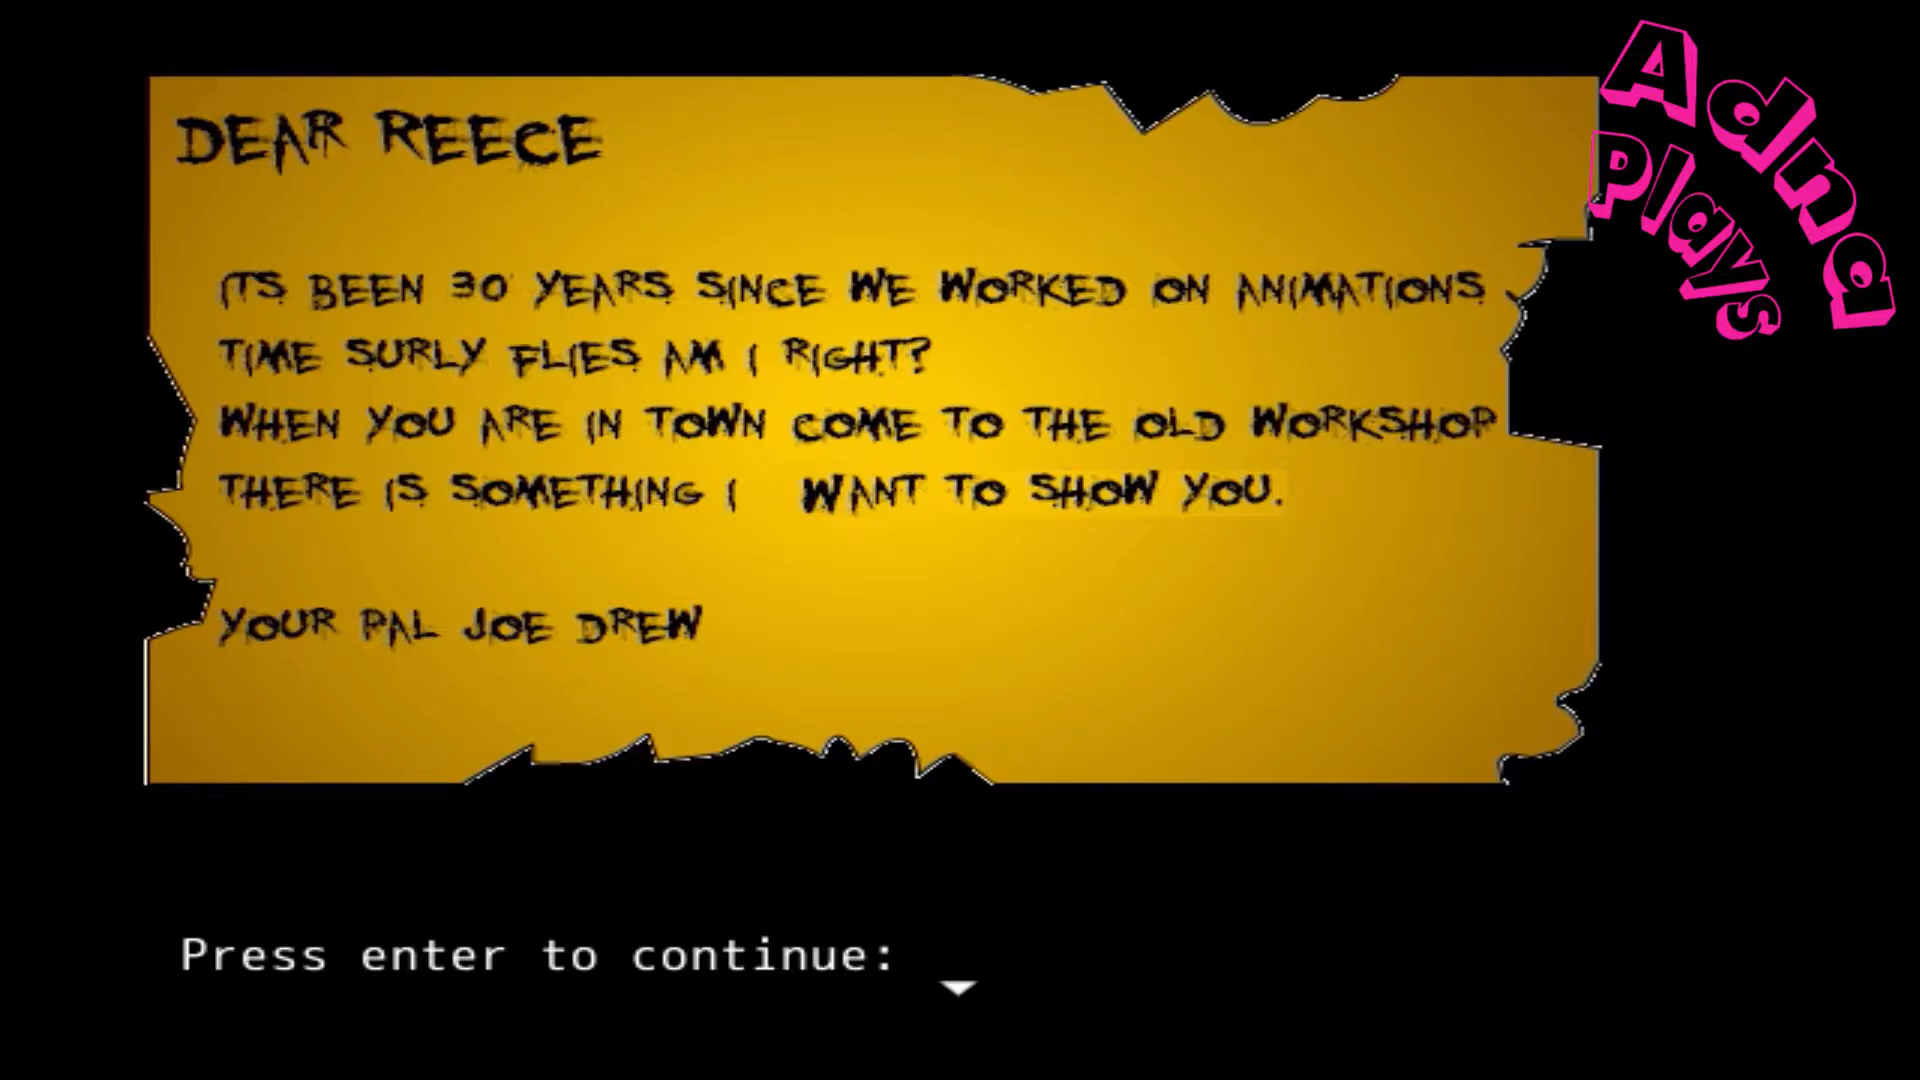 DEAR REECE
ITS BEEN 30 YEARS SINCE WE WORKED ON ANIMATIONS,
TIME SURLY FLIES AM I RIGHT?
WHEN YOU ARE IN TOWN COME TO THE OLD WORKSHOP
THERE IS SOMETHING I WANT TO SHOW YOU.
YOUR PAL JOE DREW
Press enter to continue:
Adna
Plays